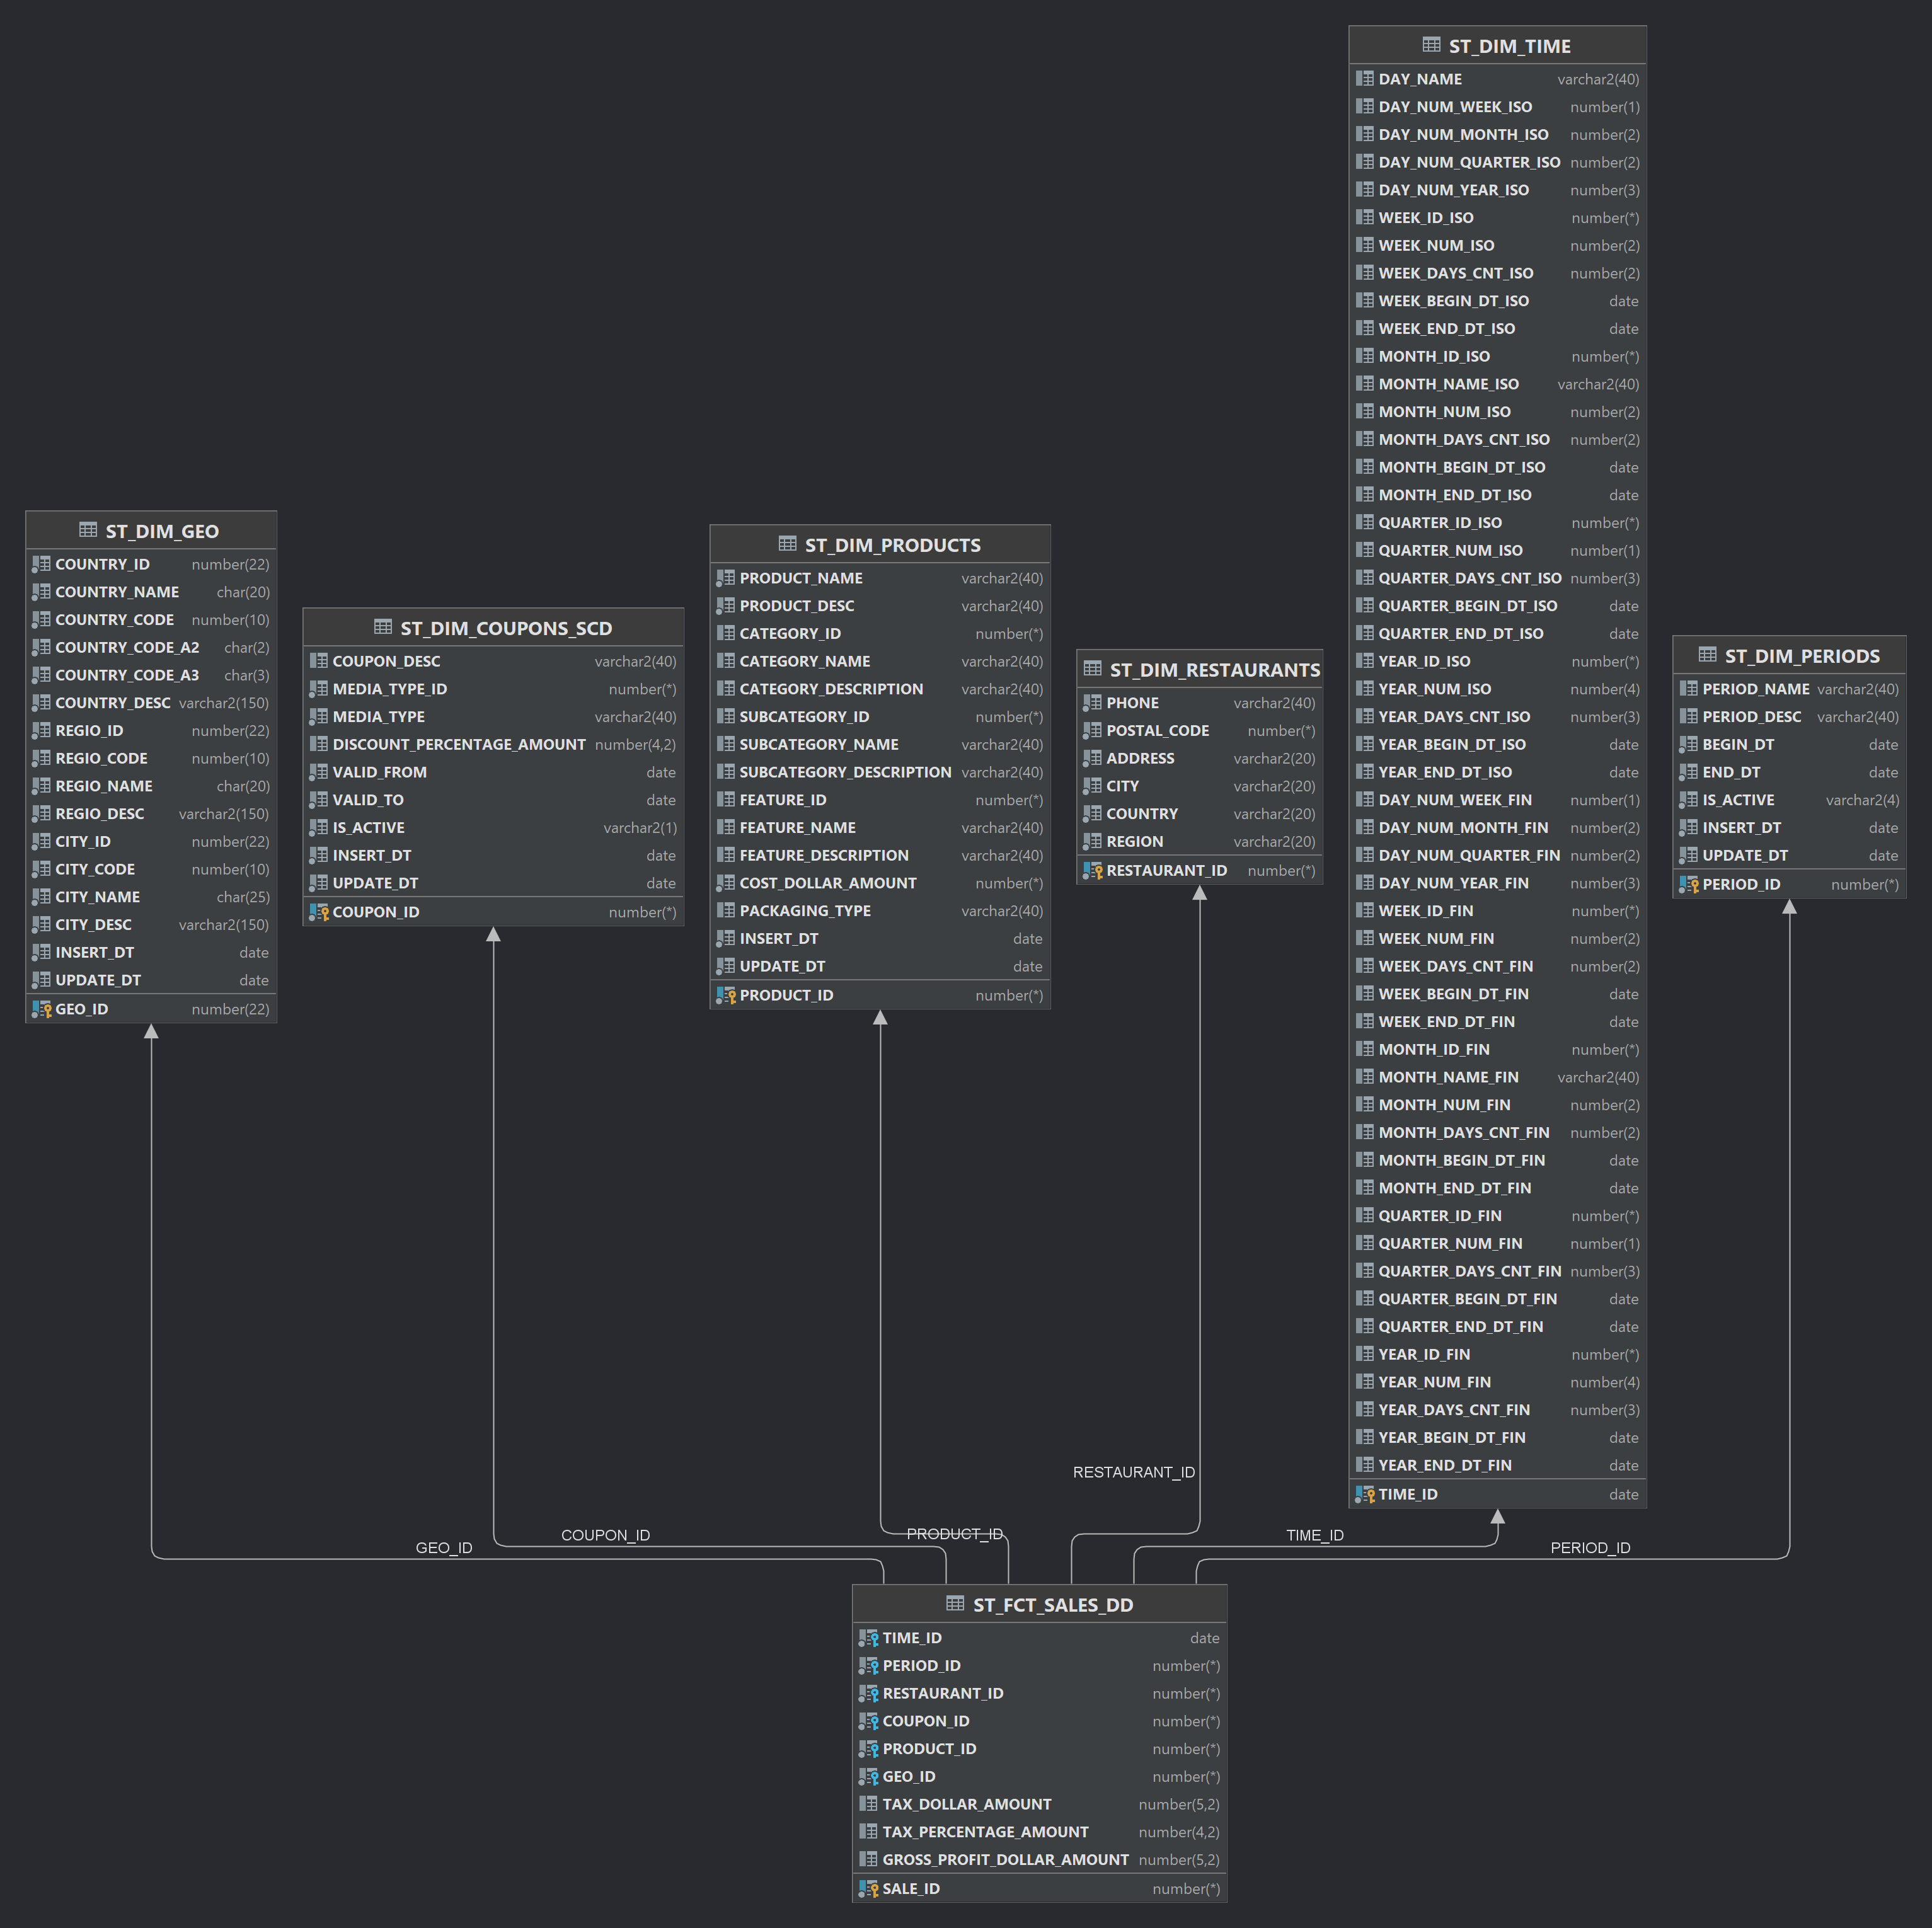 ST_DIM_TIME
DAY_NAME varchar2(40)
DAY_NUM_WEEK_ISO number(1)
DAY_NUM_MONTH_ISO number(2)
DAY_NUM_QUARTER_ISO number(2)
DAY_NUM_YEAR_ISO number(3)
WEEK_ID_ISO number(*)
WEEK_NUM_ISO number(2)
WEEK_DAYS_CNT_ISO number(2)
WEEK_BEGIN_DT_ISO date
WEEK_END_DT_ISO date
MONTH_ID_ISO number(*)
MONTH_NAME_ISO varchar2(40)
MONTH_NUM_ISO number(2)
MONTH_DAYS_CNT_ISO number(2)
MONTH_BEGIN_DT_ISO date
MONTH_END_DT_ISO date
QUARTER_ID_ISO number(*)
QUARTER_NUM_ISO number(1)
QUARTER_DAYS_CNT_ISO number(3)
QUARTER_BEGIN_DT_ISO date
QUARTER_END_DT_ISO date
YEAR_ID_ISO number(*)
YEAR_NUM_ISO number(4)
YEAR_DAYS_CNT_ISO number(3)
YEAR_BEGIN_DT_ISO date
YEAR_END_DT_ISO date
DAY_NUM_WEEK_FIN number(1)
DAY_NUM_MONTH_FIN number(2)
DAY_NUM_QUARTER_FIN number(2)
DAY_NUM_YEAR_FIN number(3)
WEEK_ID_FIN number(*)
WEEK_NUM_FIN number(2)
WEEK_DAYS_CNT_FIN number(2)
WEEK_BEGIN_DT_FIN date
WEEK_END_DT_FIN date
MONTH_ID_FIN number(*)
MONTH_NAME_FIN varchar2(40)
MONTH_NUM_FIN number(2)
MONTH_DAYS_CNT_FIN number(2)
MONTH_BEGIN_DT_FIN date
MONTH_END_DT_FIN date
QUARTER_ID_FIN number(*)
QUARTER_NUM_FIN number(1)
QUARTER_DAYS_CNT_FIN number(3)
QUARTER_BEGIN_DT_FIN date
QUARTER_END_DT_FIN date
YEAR_ID_FIN number(*)
YEAR_NUM_FIN number(4)
YEAR_DAYS_CNT_FIN number(3)
YEAR_BEGIN_DT_FIN date
YEAR_END_DT_FIN date
TIME_ID date
ST_DIM_GEO
COUNTRY_ID number(22)
COUNTRY_NAME char(20)
COUNTRY_CODE number(10)
COUNTRY_CODE_A2 char(2)
COUNTRY_CODE_A3 char(3)
COUNTRY_DESC varchar2(150)
REGIO_ID number(22)
REGIO_CODE number(10)
REGIO_NAME char(20)
REGIO_DESC varchar2(150)
CITY_ID number(22)
CITY_CODE number(10)
CITY_NAME char(25)
CITY_DESC varchar2(150)
INSERT_DT date
UPDATE_DT date
GEO_ID number(22)
ST_DIM_COUPONS_SCD
COUPON_DESC varchar2(40)
MEDIA_TYPE_ID number(*)
MEDIA_TYPE varchar2(40)
DISCOUNT_PERCENTAGE_AMOUNT number(4,2)
VALID_FROM date
VALID_TO date
IS_ACTIVE varchar2(1)
INSERT_DT date
UPDATE_DT date
COUPON_ID number(*)
ST_DIM_PRODUCTS
PRODUCT_NAME varchar2(40)
PRODUCT_DESC varchar2(40)
CATEGORY_ID number(*)
CATEGORY_NAME varchar2(40)
CATEGORY_DESCRIPTION varchar2(40)
SUBCATEGORY_ID number(*)
SUBCATEGORY_NAME varchar2(40)
SUBCATEGORY_DESCRIPTION varchar2(40)
FEATURE_ID number(*)
FEATURE_NAME varchar2(40)
FEATURE_DESCRIPTION varchar2(40)
COST_DOLLAR_AMOUNT number(*)
PACKAGING_TYPE varchar2(40)
INSERT_DT date
UPDATE_DT date
PRODUCT_ID number(*)
ST_DIM_RESTAURANTS
PHONE varchar2(40)
POSTAL_CODE number(*)
ADDRESS varchar2(20)
CITY varchar2(20)
COUNTRY varchar2(20)
REGION varchar2(20)
RESTAURANT_ID number(*)
ST_DIM_PERIODS
PERIOD_NAME varchar2(40)
PERIOD_DESC varchar2(40)
BEGIN_DT date
END_DT date
IS_ACTIVE varchar2(4)
INSERT_DT date
UPDATE_DT date
PERIOD_ID number(*)
RESTAURANT_ID
GEO_ID
COUPON_ID
PRODUCT_ID
TIME_ID
PERIOD_ID
ST_FCT_SALES_DD
TIME_ID date
PERIOD_ID number(*)
RESTAURANT_ID number(*)
COUPON_ID number(*)
PRODUCT_ID number(*)
GEO_ID number(*)
TAX_DOLLAR_AMOUNT number(5,2)
TAX_PERCENTAGE_AMOUNT number(4,2)
GROSS_PROFIT_DOLLAR_AMOUNT number(5,2)
SALE_ID number(*)